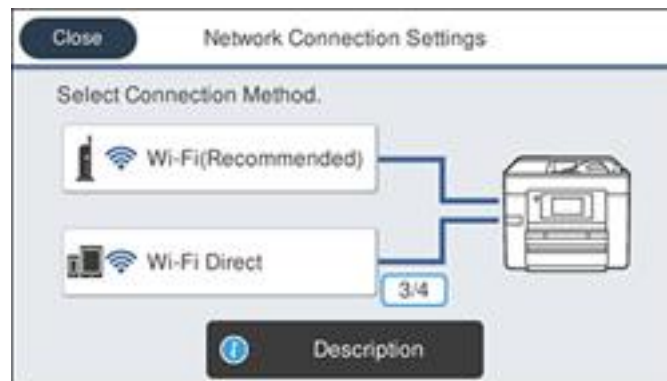 Close
Network Connection Settings
Select Connection Method.
Wi-Fi(Recommended)
Wi-Fi Direct
3/4
Description